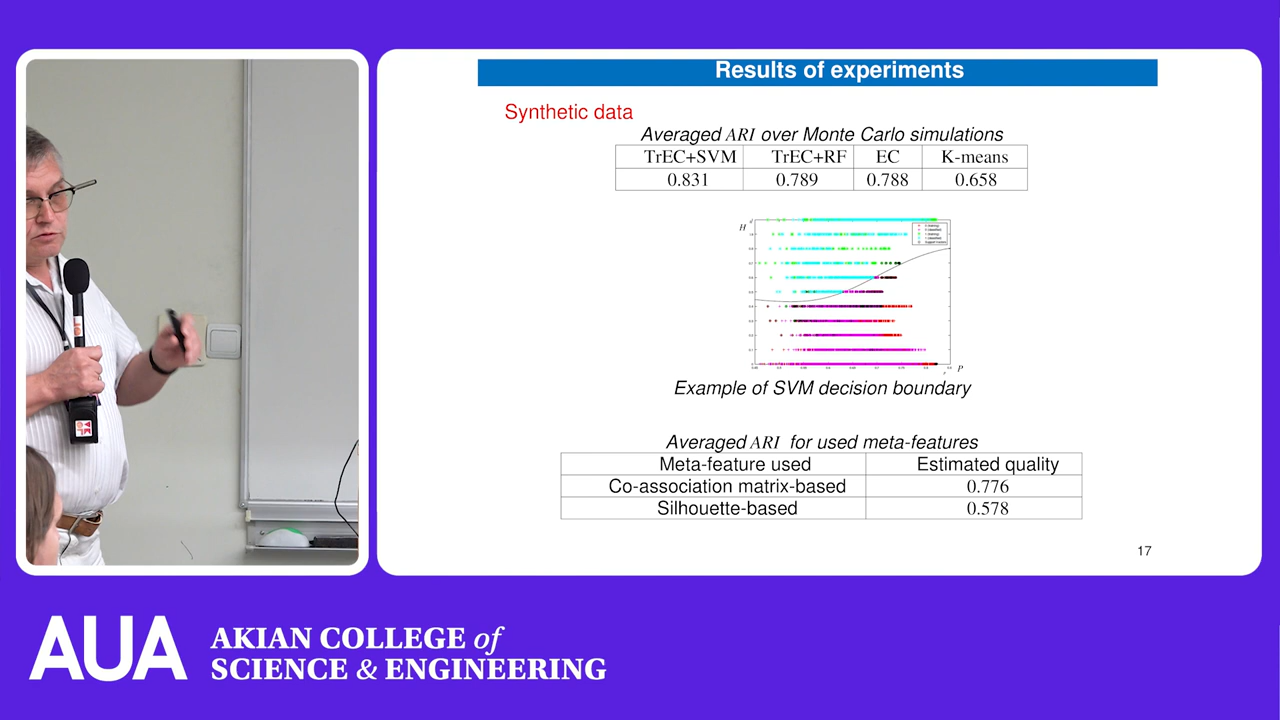 Results of experiments
Synthetic data
Averaged ARI over Monte Carlo simulations
TrEC+SVM TrEC+RF EC K-means
0.831 0.789 0.788 0.658
H
P
Example of SVM decision boundary
Averaged ARI for used meta-features
Meta-feature used Estimated quality
Co-association matrix-based 0.776
Silhouette-based 0.578
17
AUA AKIAN COLLEGE of
SCIENCE & ENGINEERING